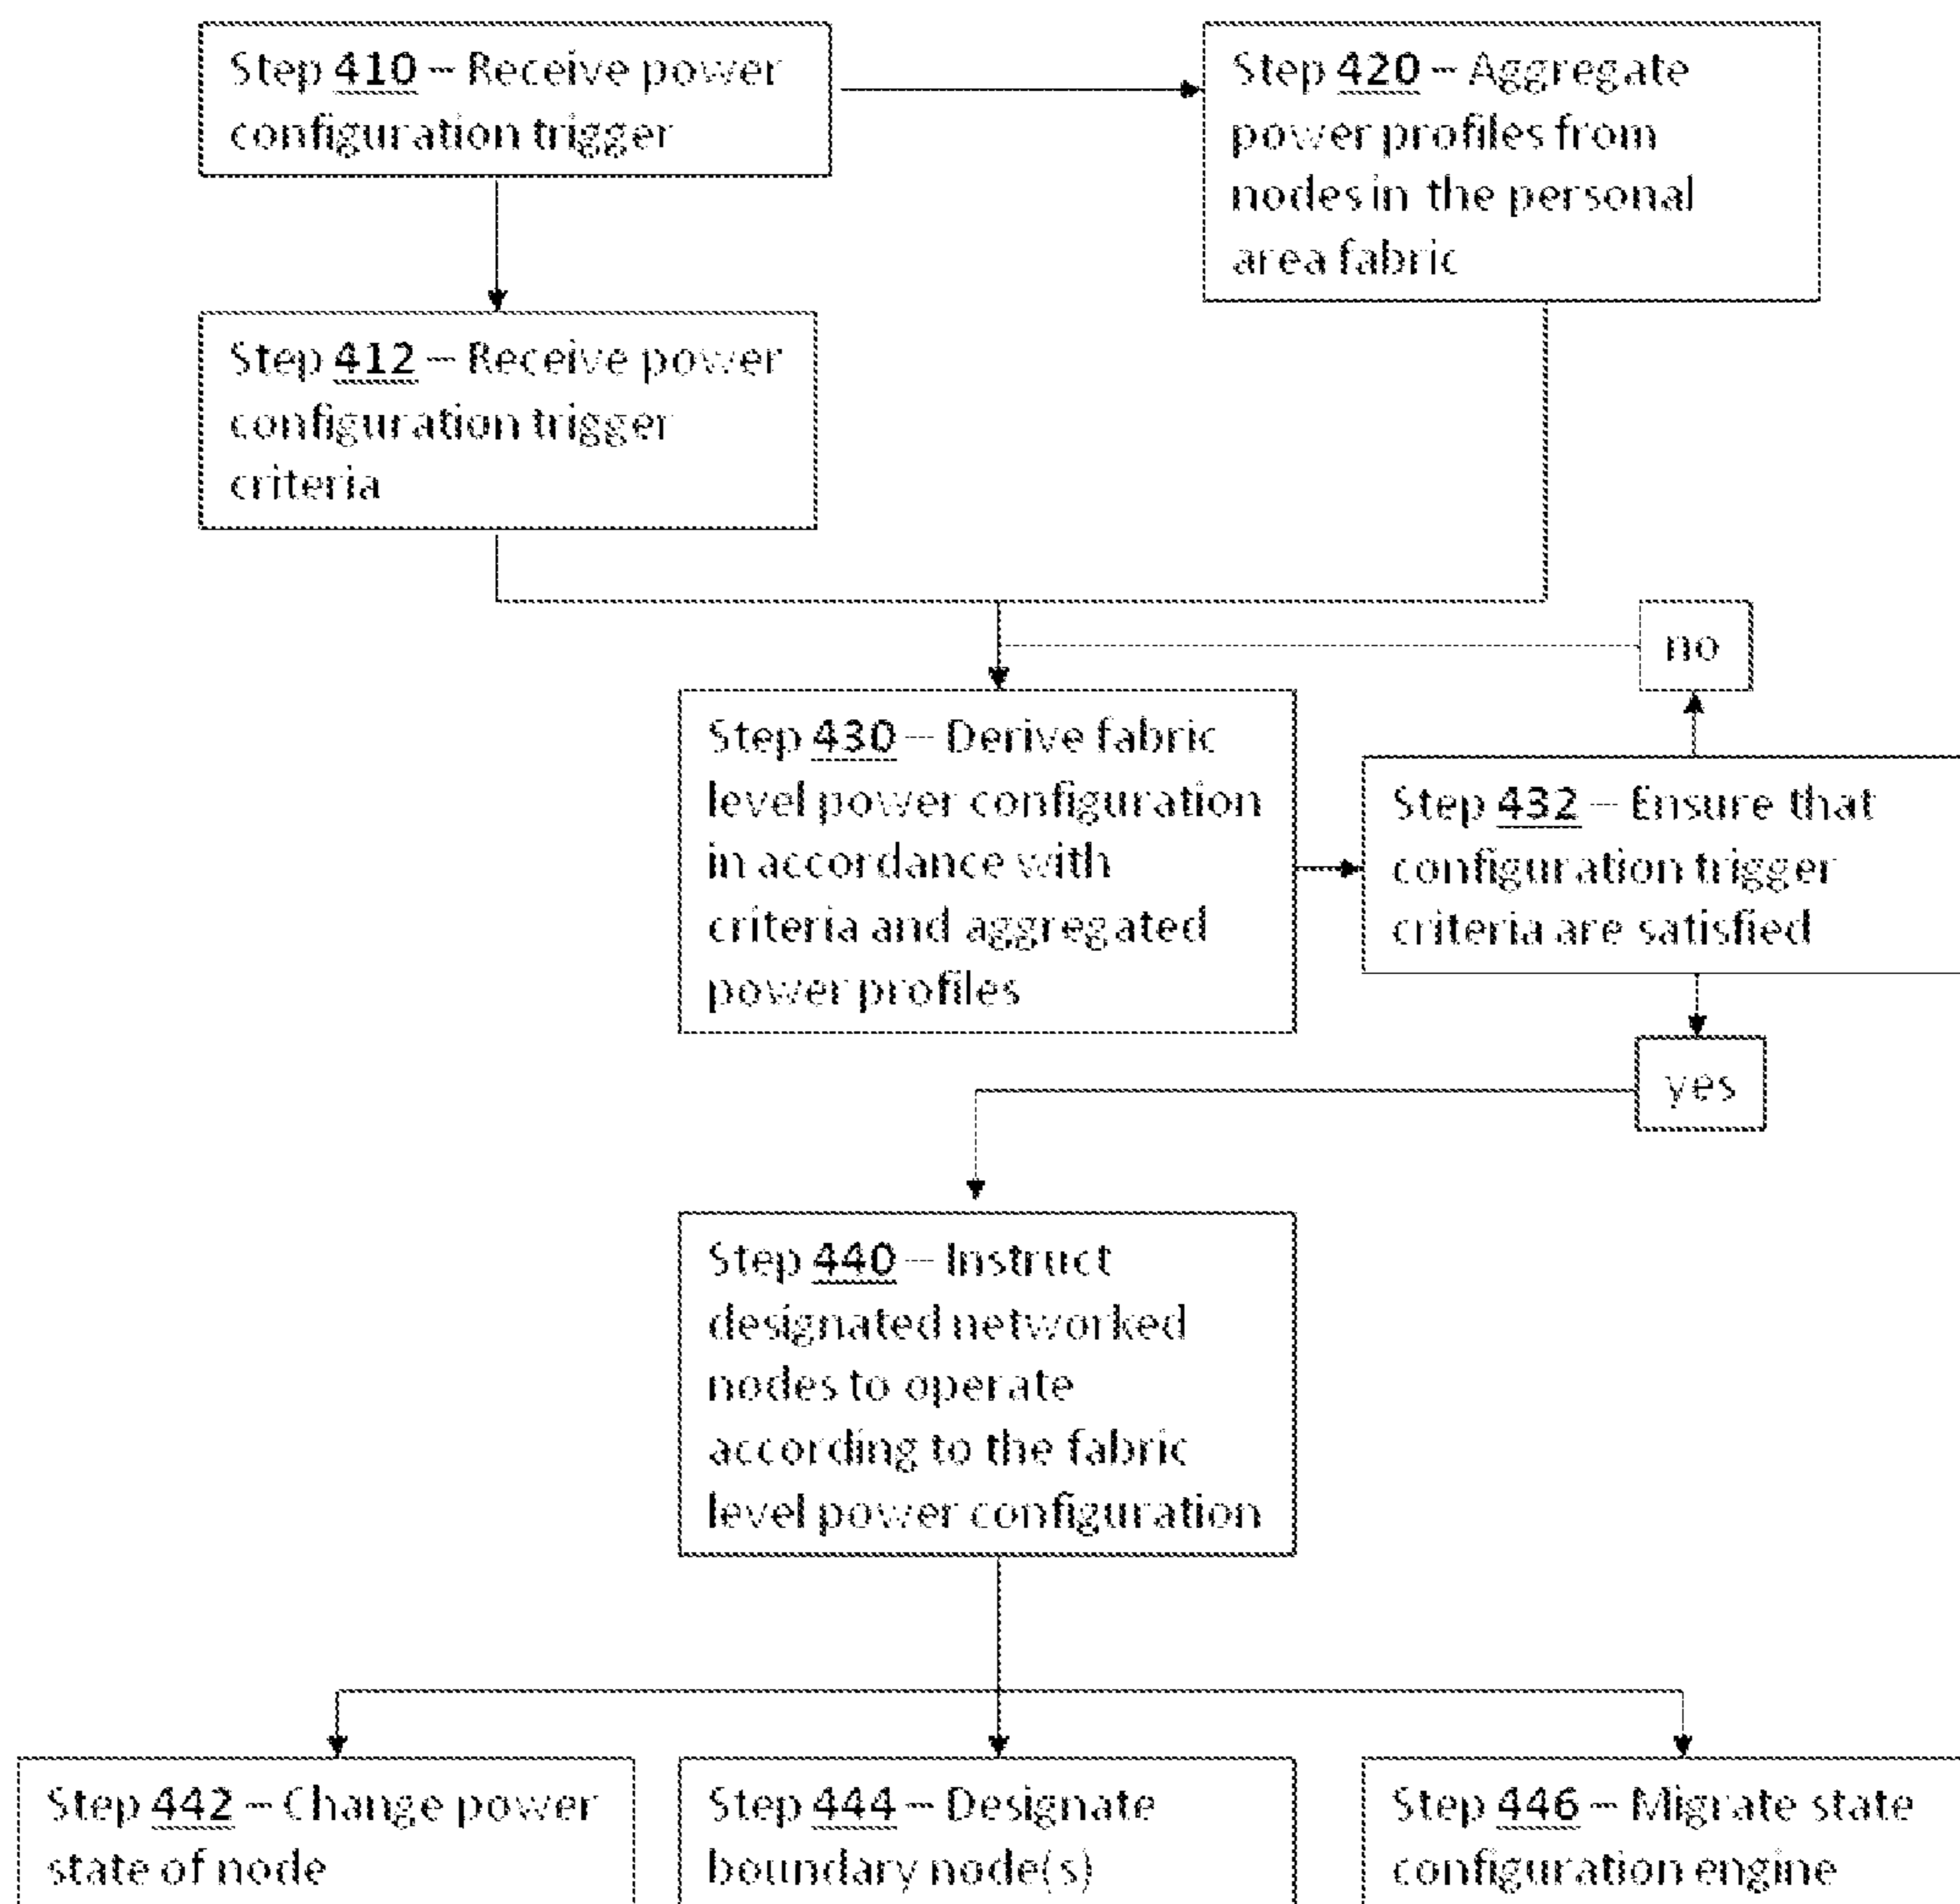 Step 410 – Receive power
configuration trigger
Step 420 – Aggregate
power profiles from
nodes in the personal
area fabric
Step 412 – Receive power
configuration trigger
criteria
no
Step 430 – Derive fabric
level power configuration
in accordance with
criteria and aggregated
power profiles
Step 432 – Ensure that
configuration trigger
criteria are satisfied
yes
Step 440 – Instruct
designated networked
nodes to operate
according to the fabric
level power configuration
Step 442 – Change power
state of node
Step 444 – Designate
boundary node(s)
Step 446 – Migrate state
configuration engine